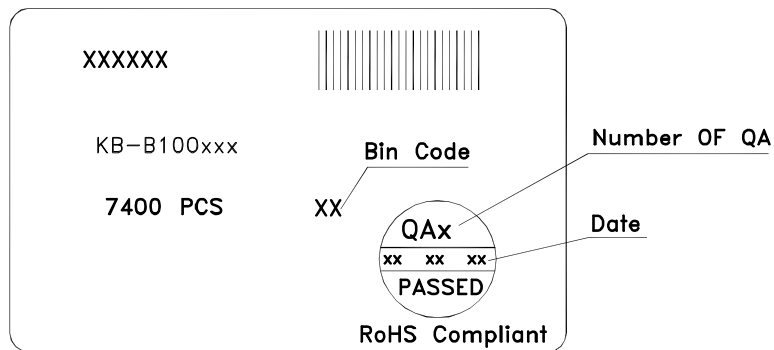 XXXXXX
KB-B100xxx
Bin Code
Number OF QA
7400 PCS
XX
QAx
Date
xx xx xx
PASSED
RoHS Compliant